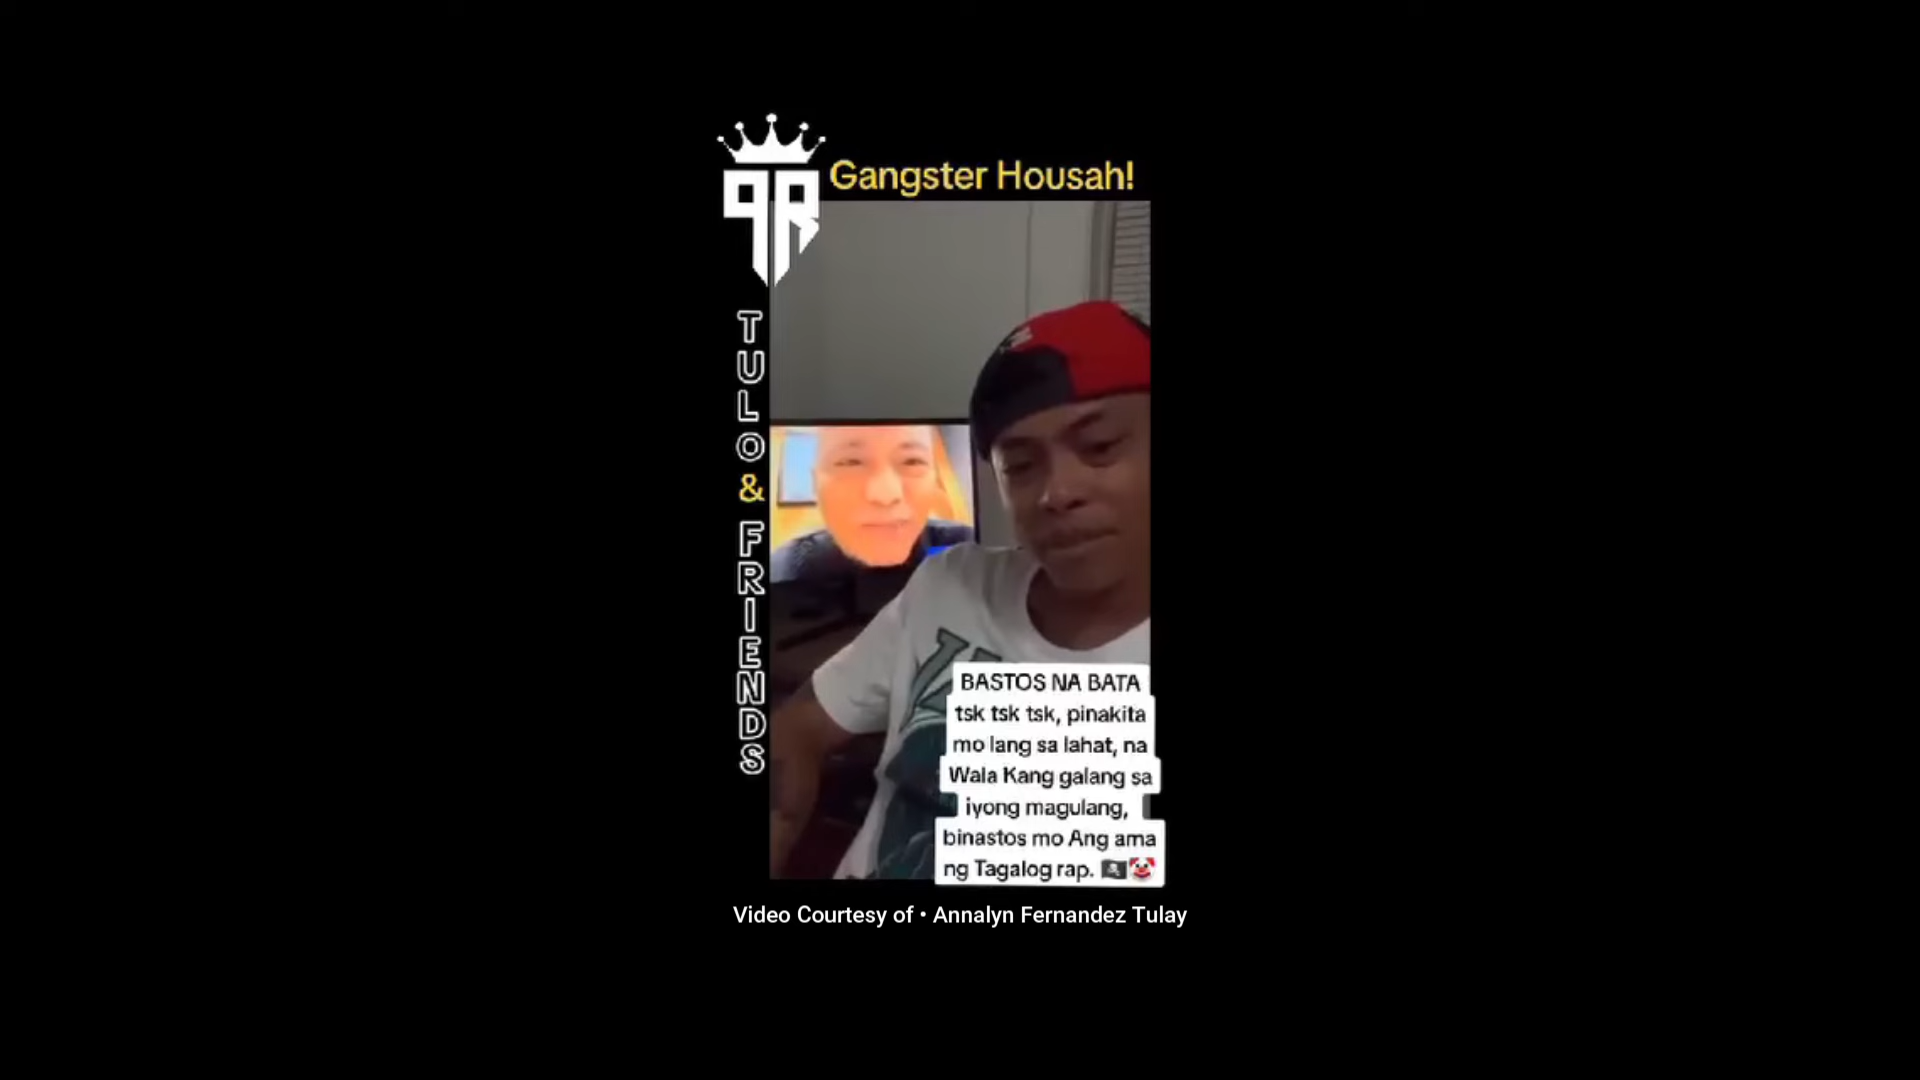 Gangster Housah!
PR
TULO & FRIENDS
BASTOS NA BATA
tsk tsk tsk, pinakita
mo lang sa lahat, na
Wala Kang galang sa
iyong magulang,
binastos mo Ang ama
ng Tagalog rap. 🏴‍☠️🤡
Video Courtesy of • Annalyn Fernandez Tulay